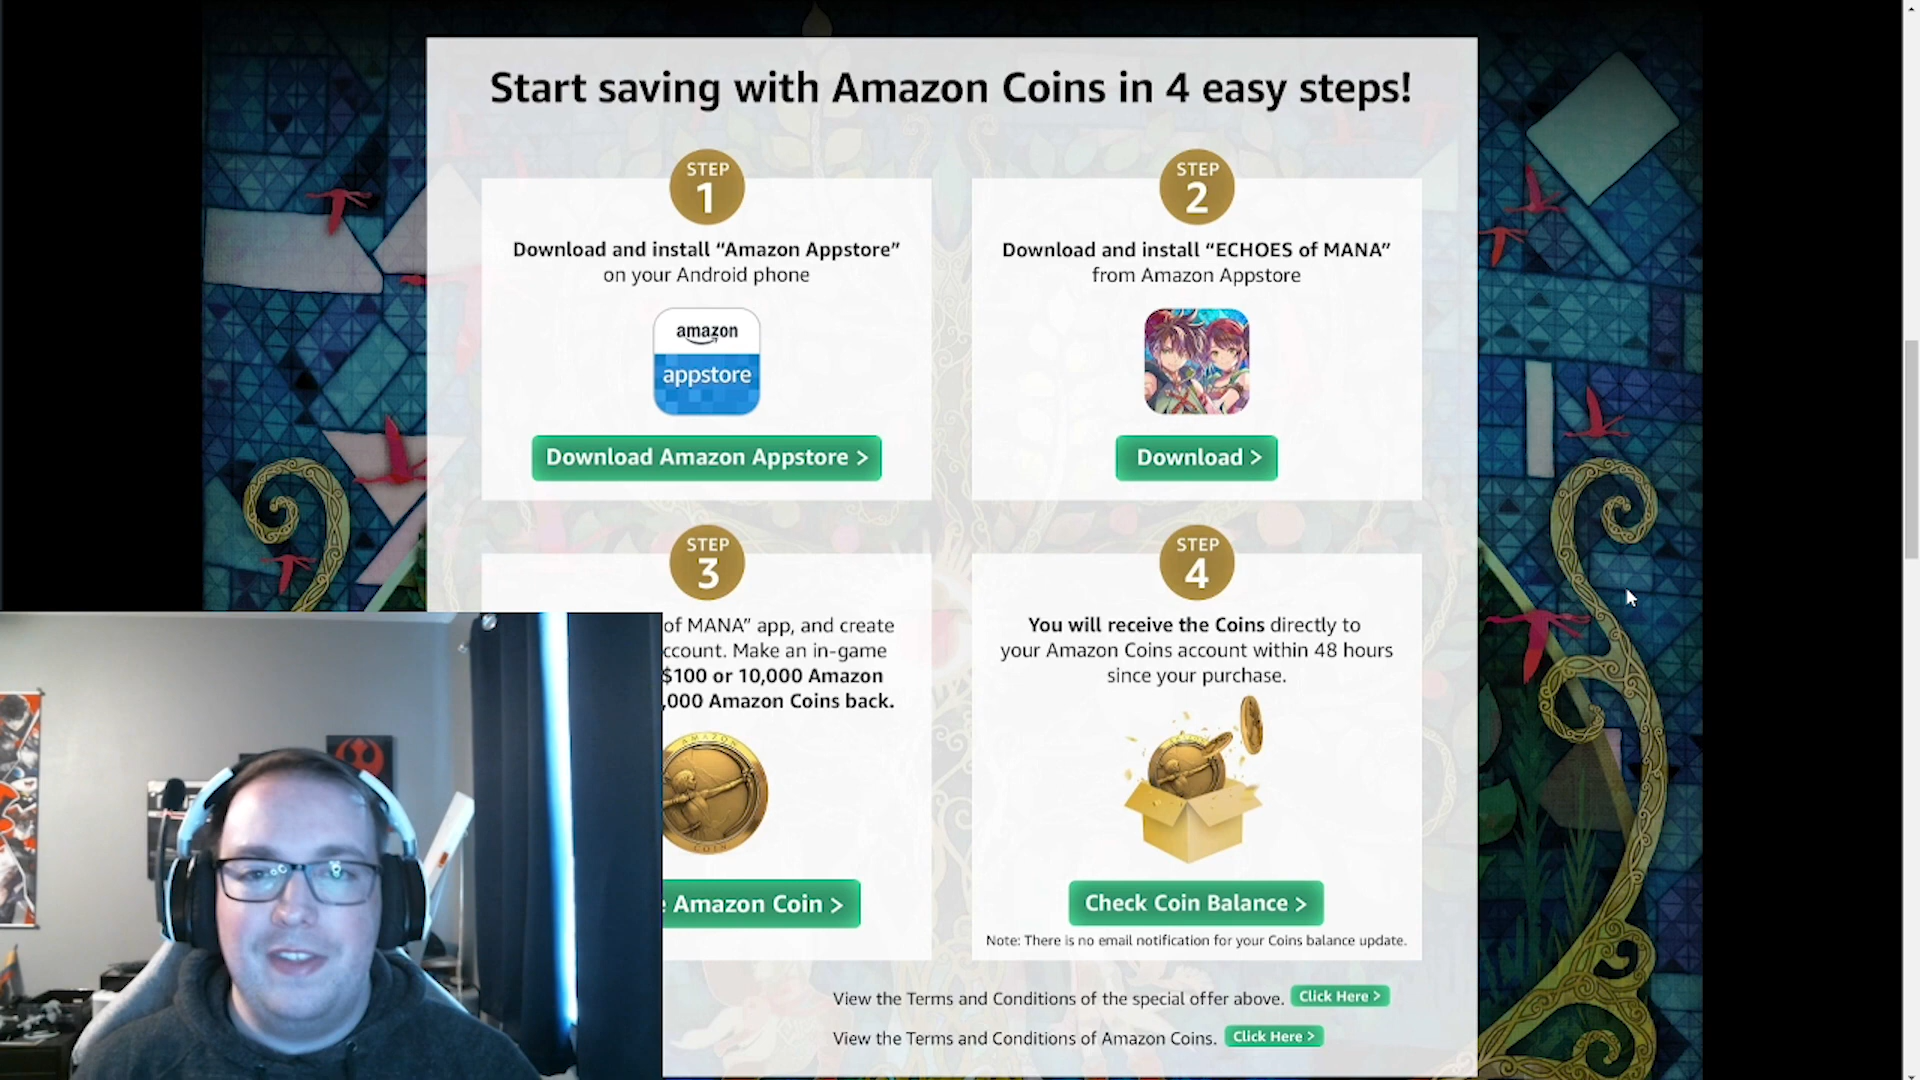 Start saving with Amazon Coins in 4 easy steps!
STEP
1
Download and install “Amazon Appstore”
on your Android phone
amazon
appstore
Download Amazon Appstore >
STEP
2
Download and install “ECHOES of MANA”
from Amazon Appstore
Download >
STEP
3
of MANA” app, and create
ccount. Make an in-game
$100 or 10,000 Amazon
,000 Amazon Coins back.
AMAZON
COIN
Amazon Coin >
STEP
4
You will receive the Coins directly to
your Amazon Coins account within 48 hours
since your purchase.
Check Coin Balance >
Note: There is no email notification for your Coins balance update.
View the Terms and Conditions of the special offer above. Click Here >
View the Terms and Conditions of Amazon Coins. Click Here >